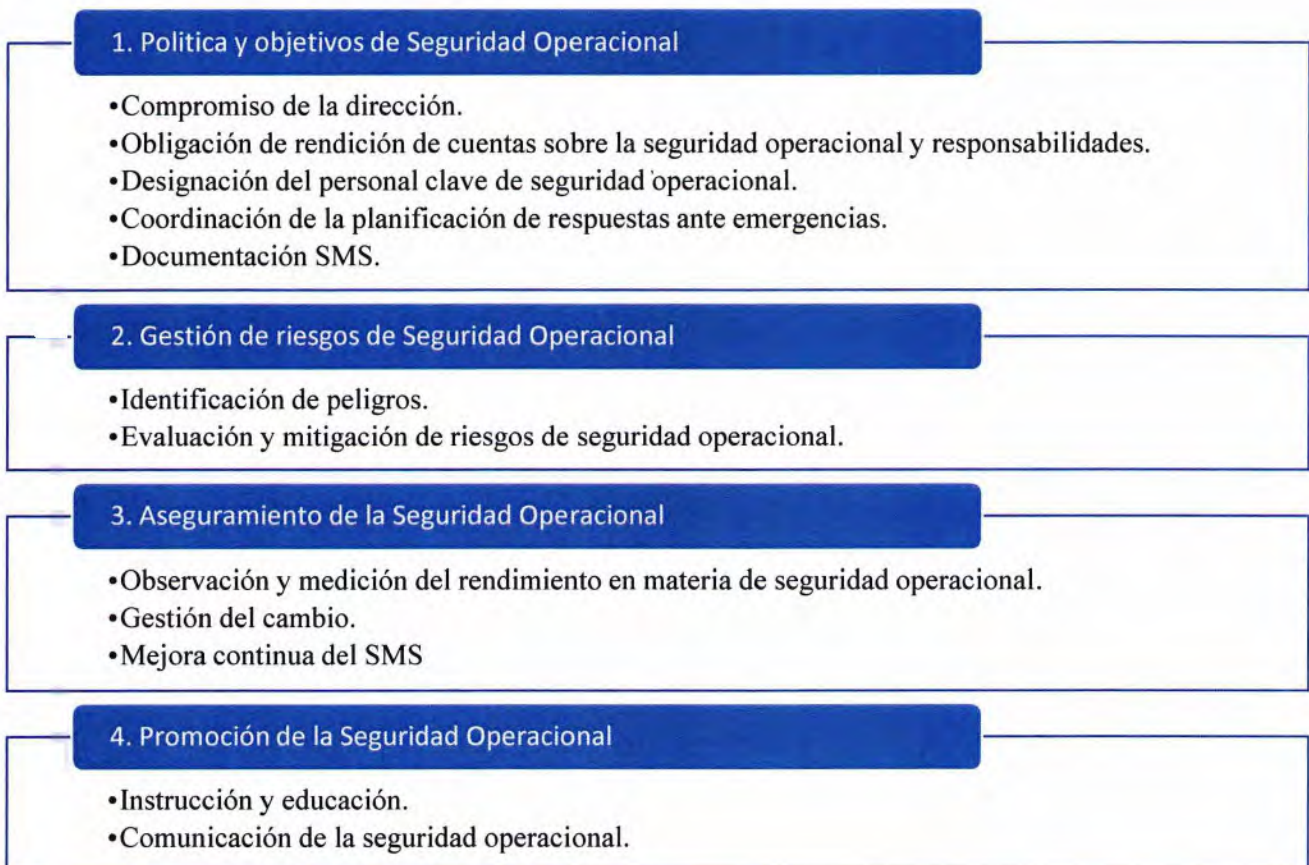 1. Politica y objetivos de Seguridad Operacional
•Compromiso de la dirección.
•Obligación de rendición de cuentas sobre la seguridad operacional y responsabilidades.
•Designación del personal clave de seguridad operacional.
•Coordinación de la planificación de respuestas ante emergencias.
•Documentación SMS.
2. Gestión de riesgos de Seguridad Operacional
•Identificación de peligros.
•Evaluación y mitigación de riesgos de seguridad operacional.
3. Aseguramiento de la Seguridad Operacional
•Observación y medición del rendimiento en materia de seguridad operacional.
•Gestión del cambio.
•Mejora continua del SMS
4. Promoción de la Seguridad Operacional
•Instrucción y educación.
•Comunicación de la seguridad operacional.